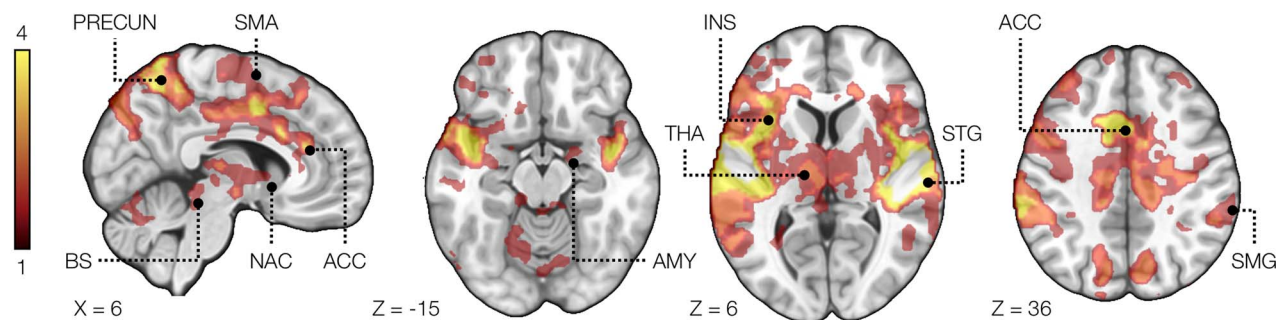 4
1
PRECUN
SMA
BS
NAC
ACC
X = 6
AMY
Z = -15
INS
THA
STG
Z = 6
ACC
SMG
Z = 36